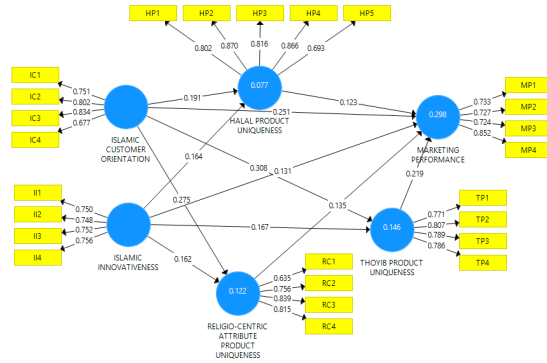 HP1 HP2 HP3 HP4 HP5
0.802 0.870 0.816 0.866 0.693
IC1
IC2
IC3
IC4
0.751
0.802
0.834
0.677
ISLAMIC
CUSTOMER
ORIENTATION
0.077
HALAL PRODUCT
UNIQUENESS
0.191
0.251
0.123
0.298
MARKETING
PERFORMANCE
0.733
0.727
0.724
0.852
MP1
MP2
MP3
MP4
0.164
0.308
0.131
0.275
0.135
0.219
II1
II2
II3
II4
0.750
0.748
0.752
0.756
ISLAMIC
INNOVATIVENESS
0.167
0.162
0.146
THOYIB PRODUCT
UNIQUENESS
0.771
0.807
0.789
0.786
TP1
TP2
TP3
TP4
0.122
RELIGIO-CENTRIC
ATTRIBUTE
PRODUCT
UNIQUENESS
0.635
0.756
0.839
0.815
RC1
RC2
RC3
RC4